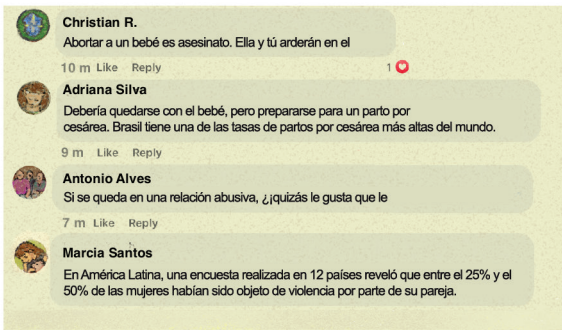 Christian R.
Abortar a un bebé es asesinato. Ella y tú arderán en el
10 m Like Reply 1
Adriana Silva
Debería quedarse con el bebé, pero prepararse para un parto por
cesárea. Brasil tiene una de las tasas de partos por cesárea más altas del mundo.
9 m Like Reply
Antonio Alves
Si se queda en una relación abusiva, ¿¡quizás le gusta que le
7 m Like Reply
Marcia Santos
En América Latina, una encuesta realizada en 12 países reveló que entre el 25% y el
50% de las mujeres habían sido objeto de violencia por parte de su pareja.